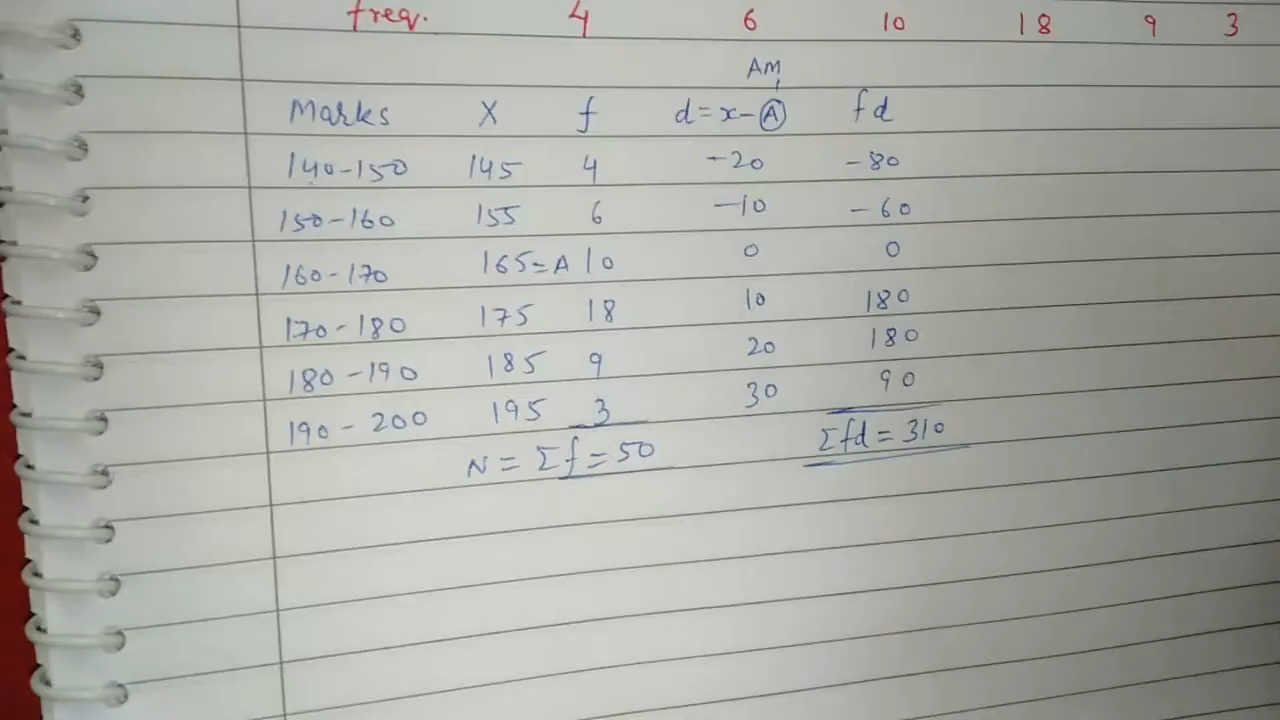 freq. 4 6 10 18 9 3
AM
Marks X f d=x-A fd
140-150 145 4 -20 -80
150-160 155 6 -10 -60
160-170 165=A 10 0 0
170-180 175 18 10 180
180-190 185 9 20 180
190-200 195 3 30 90
N = Σf = 50 Σfd = 310